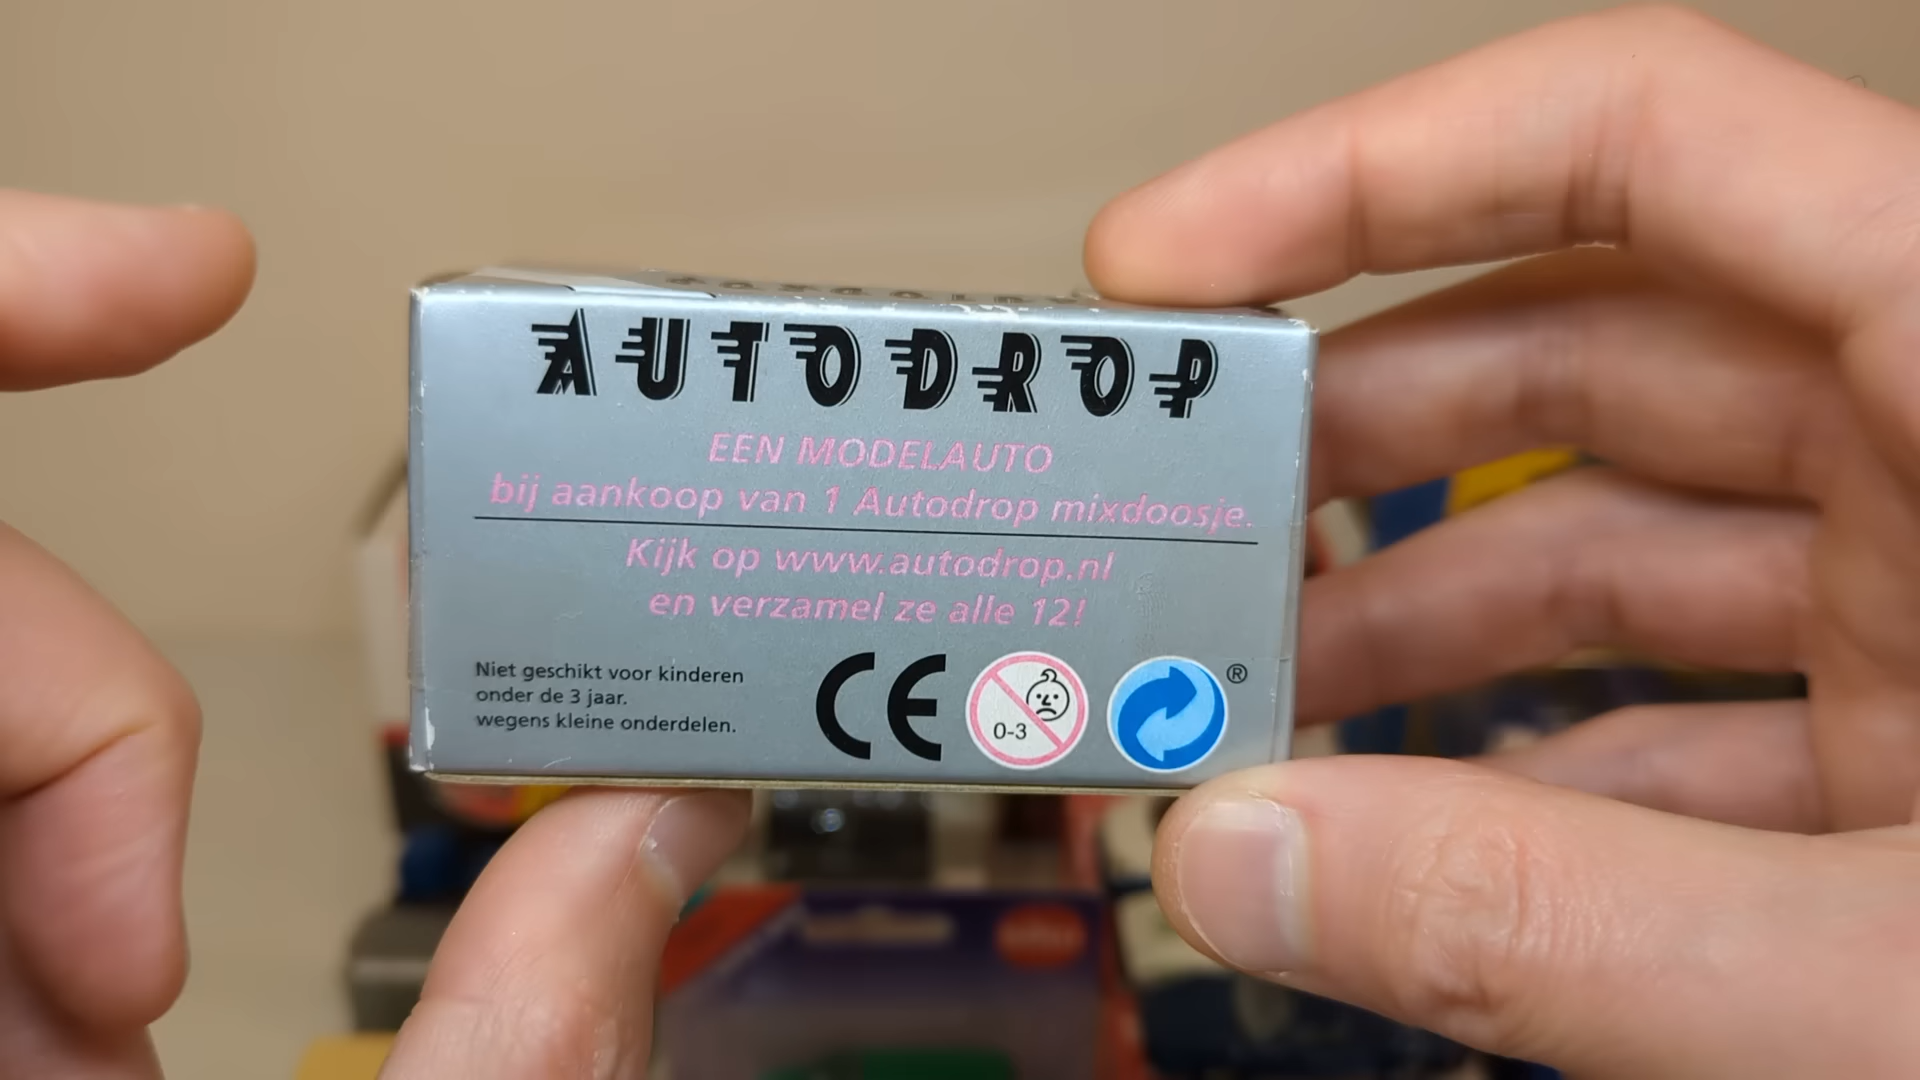 AUTODROP
EEN MODELAUTO
bij aankoop van 1 Autodrop mixdoosje.
Kijk op www.autodrop.nl
en verzamel ze alle 12!
Niet geschikt voor kinderen
onder de 3 jaar.
wegens kleine onderdelen.
CE
0-3
®